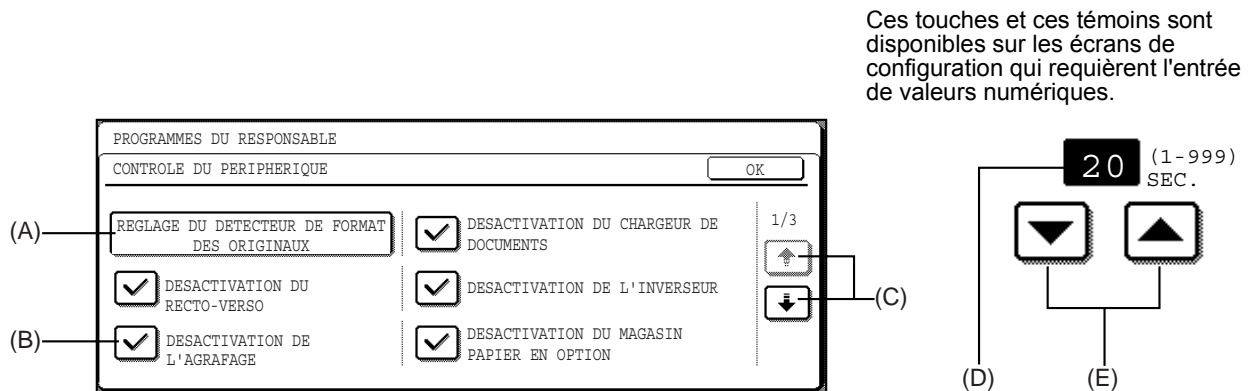 Ces touches et ces témoins sont
disponibles sur les écrans de
configuration qui requièrent l'entrée
de valeurs numériques.
PROGRAMMES DU RESPONSABLE
CONTROLE DU PERIPHERIQUE
OK
(A)
REGLAGE DU DETECTEUR DE FORMAT
DES ORIGINAUX
DESACTIVATION DU CHARGEUR DE
DOCUMENTS
1/3
DESACTIVATION DU
RECTO-VERSO
DESACTIVATION DE L'INVERSEUR
(C)
(B)
DESACTIVATION DE
L'AGRAFAGE
DESACTIVATION DU MAGASIN
PAPIER EN OPTION
20
(1-999)
SEC.
(D)
(E)